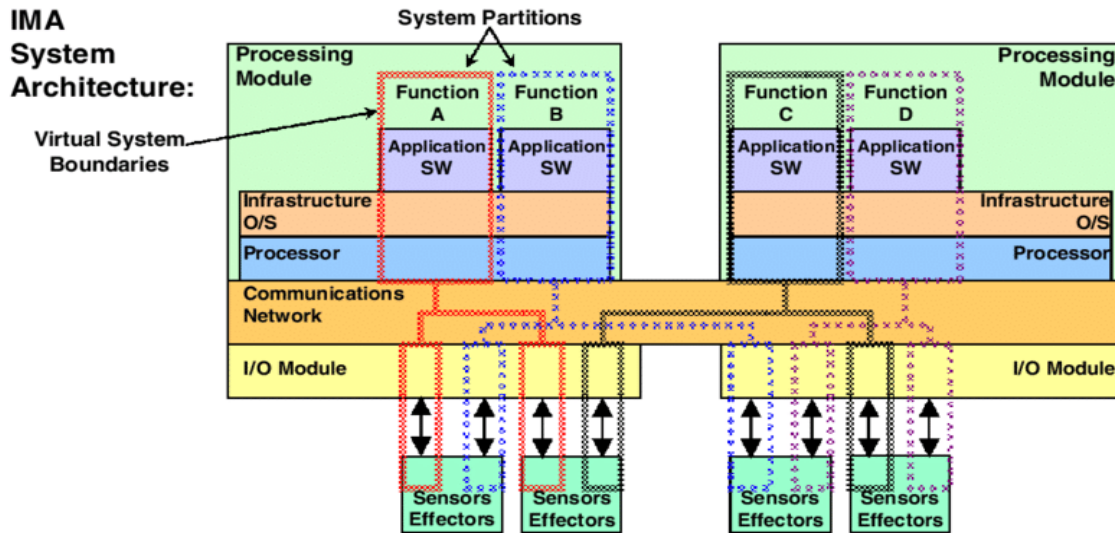 IMA
System
Architecture:
System Partitions
Virtual System
Boundaries
Processing
Module
Function
A
Function
B
Application
SW
Application
SW
Infrastructure
O/S
Processor
Processing
Module
Function
C
Function
D
Application
SW
Application
SW
Infrastructure
O/S
Processor
Communications
Network
I/O Module
I/O Module
Sensors
Effectors
Sensors
Effectors
Sensors
Effectors
Sensors
Effectors